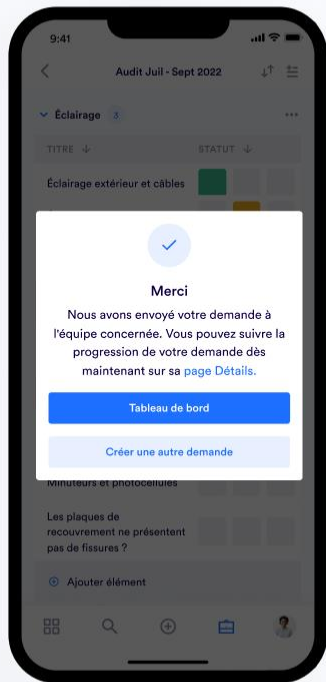 9:41
Audit Juil - Sept 2022
Éclairage 3
TITRE
STATUT
Éclairage extérieur et câbles
Merci
Nous avons envoyé votre demande à
l'équipe concernée. Vous pouvez suivre la
progression de votre demande dès
maintenant sur sa page Détails.
Tableau de bord
Créer une autre demande
Minuteurs et photocellules
Les plaques de
recouvrement ne présentent
pas de fissures ?
Ajouter élément